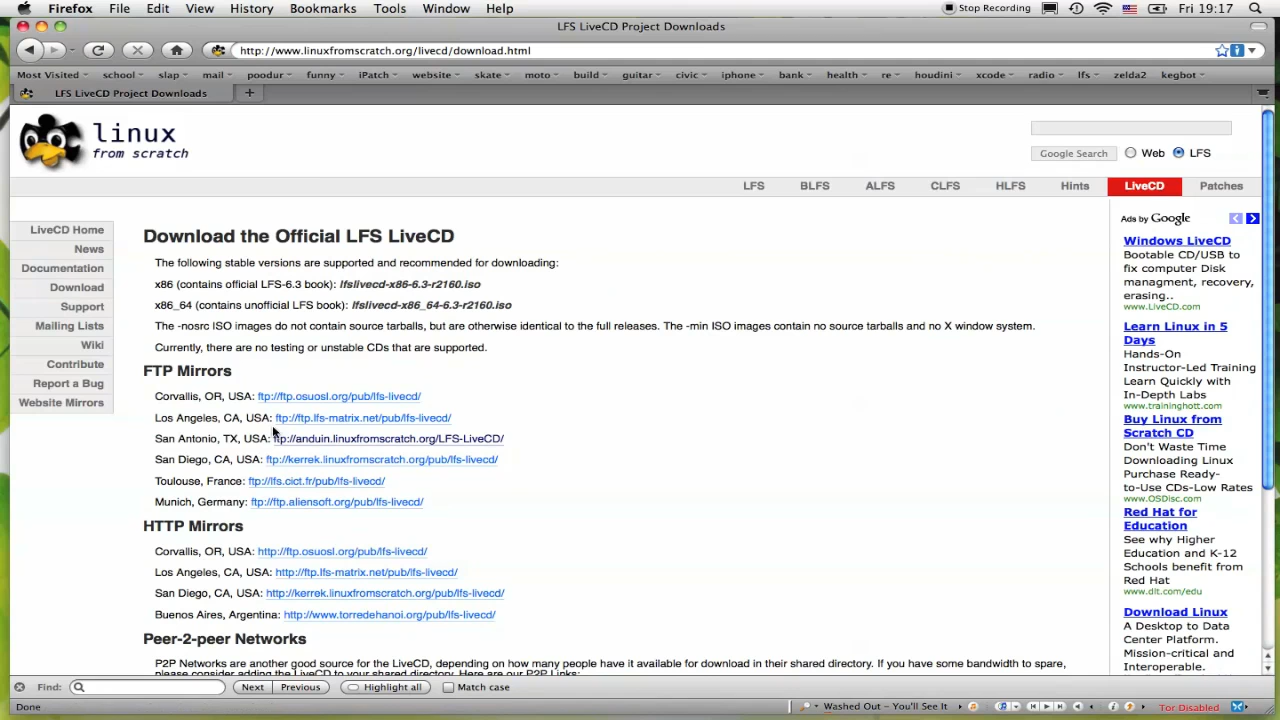 Firefox File Edit View History Bookmarks Tools Window Help Stop Recording Fri 19:17
LFS LiveCD Project Downloads
http://www.linuxfromscratch.org/livecd/download.html
Most Visited school slap mail poodur funny iPatch website skate moto build guitar civic iphone bank health re houdini xcode radio lfs zelda2 kegbot
LFS LiveCD Project Downloads
linux
from scratch
Google Search Web LFS
LFS BLFS ALFS CLFS HLFS Hints LiveCD Patches
LiveCD Home
News
Documentation
Download
Support
Mailing Lists
Wiki
Contribute
Report a Bug
Website Mirrors
Download the Official LFS LiveCD
The following stable versions are supported and recommended for downloading:
x86 (contains official LFS-6.3 book): lfslivecd-x86-6.3-r2160.iso
x86_64 (contains unofficial LFS book): lfslivecd-x86_64-6.3-r2160.iso
The -nosrc ISO images do not contain source tarballs, but are otherwise identical to the full releases. The -min ISO images contain no source tarballs and no X window system.
Currently, there are no testing or unstable CDs that are supported.
FTP Mirrors
Corvallis, OR, USA: ftp://ftp.osuosl.org/pub/lfs-livecd/
Los Angeles, CA, USA: ftp://ftp.lfs-matrix.net/pub/lfs-livecd/
San Antonio, TX, USA: ftp://anduin.linuxfromscratch.org/LFS-LiveCD/
San Diego, CA, USA: ftp://kerrek.linuxfromscratch.org/pub/lfs-livecd/
Toulouse, France: ftp://lfs.cict.fr/pub/lfs-livecd/
Munich, Germany: ftp://ftp.aliensoft.org/pub/lfs-livecd/
HTTP Mirrors
Corvallis, OR, USA: http://ftp.osuosl.org/pub/lfs-livecd/
Los Angeles, CA, USA: http://ftp.lfs-matrix.net/pub/lfs-livecd/
San Diego, CA, USA: http://kerrek.linuxfromscratch.org/pub/lfs-livecd/
Buenos Aires, Argentina: http://www.torredehanoi.org/pub/lfs-livecd/
Peer-2-peer Networks
P2P Networks are another good source for the LiveCD, depending on how many people have it available for download in their shared directory. If you have some bandwidth to spare,
please consider adding the LiveCD to your shared directory. Here are our P2P Links:
Ads by Google
Windows LiveCD
Bootable CD/USB to
fix computer Disk
managment, recovery,
erasing..
www.LiveCD.com
Learn Linux in 5
Days
Hands-On
Instructor-Led Training
Learn Quickly with
In-Depth Labs
www.traininghott.com
Buy Linux from
Scratch CD
Don't Waste Time
Downloading Linux
Purchase Ready-
to-Use CDs-Low Rates
www.OSDisc.com
Red Hat for
Education
See why Higher
Education and K-12
Schools benefit from
Red Hat
www.dlt.com/edu
Download Linux
A Desktop to Data
Center Platform.
Mission-critical and
Interoperable.
Find: Next Previous Highlight all Match case
Done Washed Out - You'll See It Tor Disabled